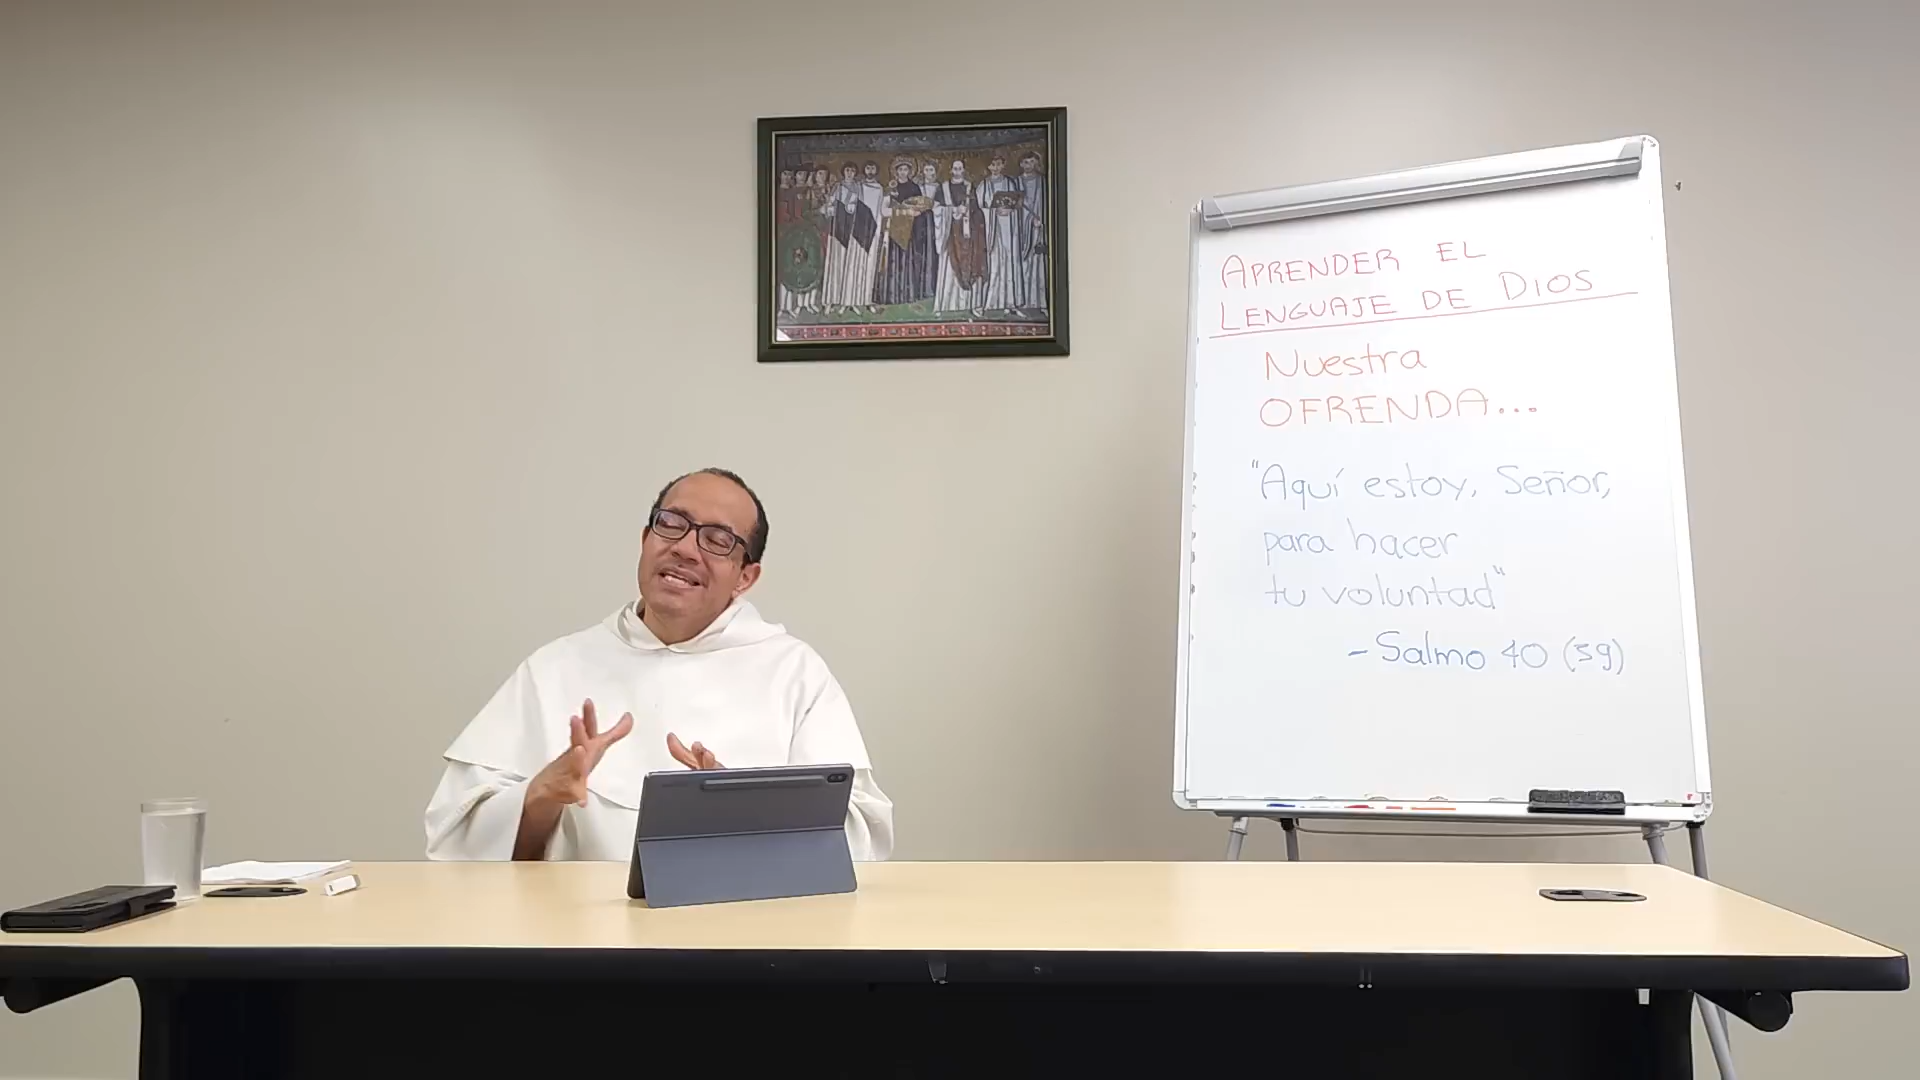 APRENDER EL
LENGUAJE DE DIOS
Nuestra
OFRENDA...
"Aquí estoy, Señor,
para hacer
tu voluntad"
- Salmo 40 (39)